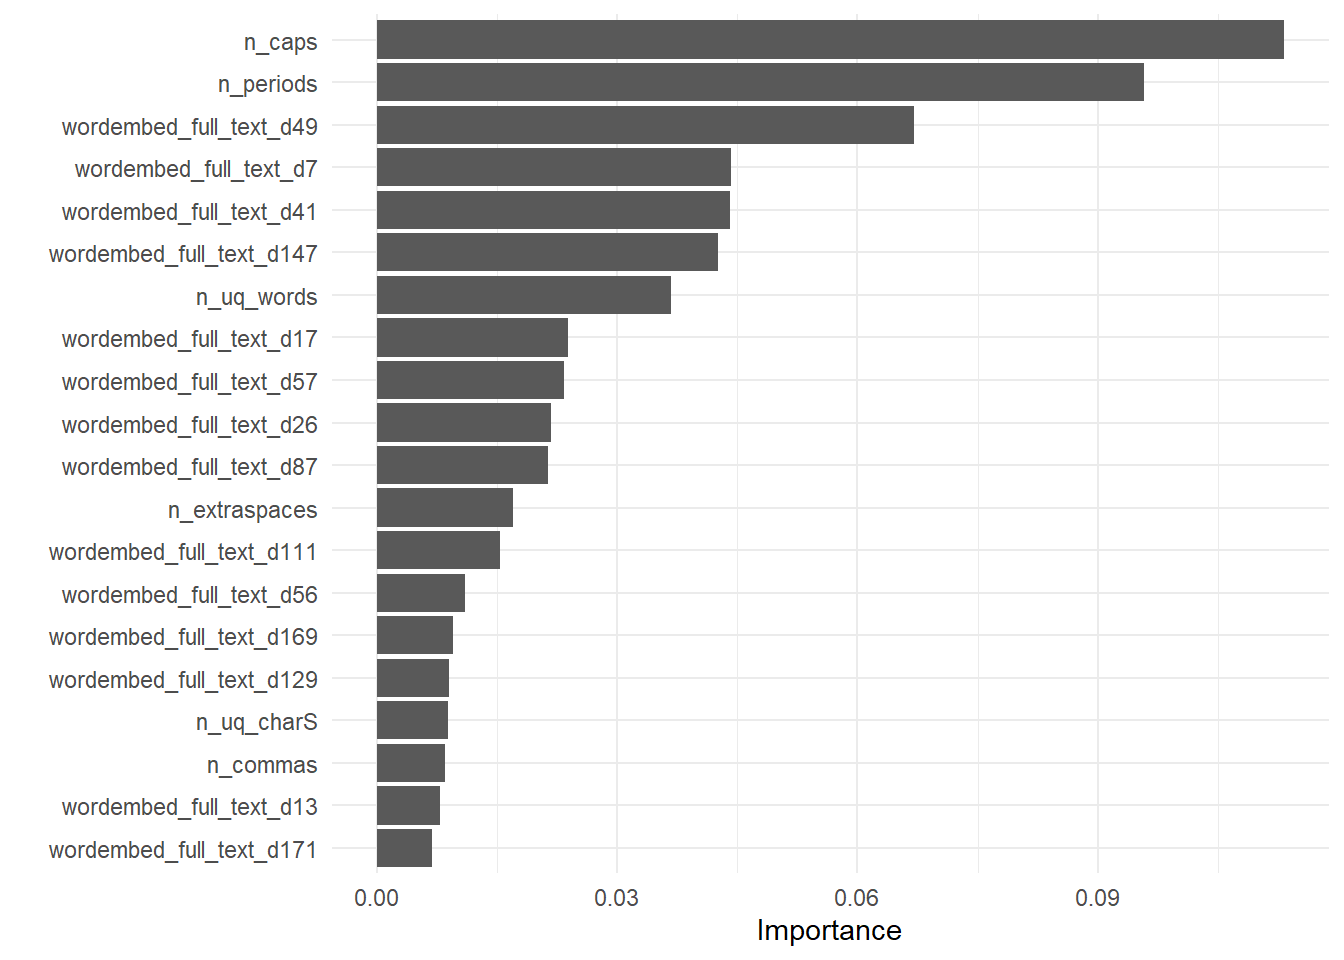 n_caps
n_periods
wordembed_full_text_d49
wordembed_full_text_d7
wordembed_full_text_d41
wordembed_full_text_d147
n_uq_words
wordembed_full_text_d17
wordembed_full_text_d57
wordembed_full_text_d26
wordembed_full_text_d87
n_extraspaces
wordembed_full_text_d111
wordembed_full_text_d56
wordembed_full_text_d169
wordembed_full_text_d129
n_uq_charS
n_commas
wordembed_full_text_d13
wordembed_full_text_d171
0.00 0.03 0.06 0.09
Importance